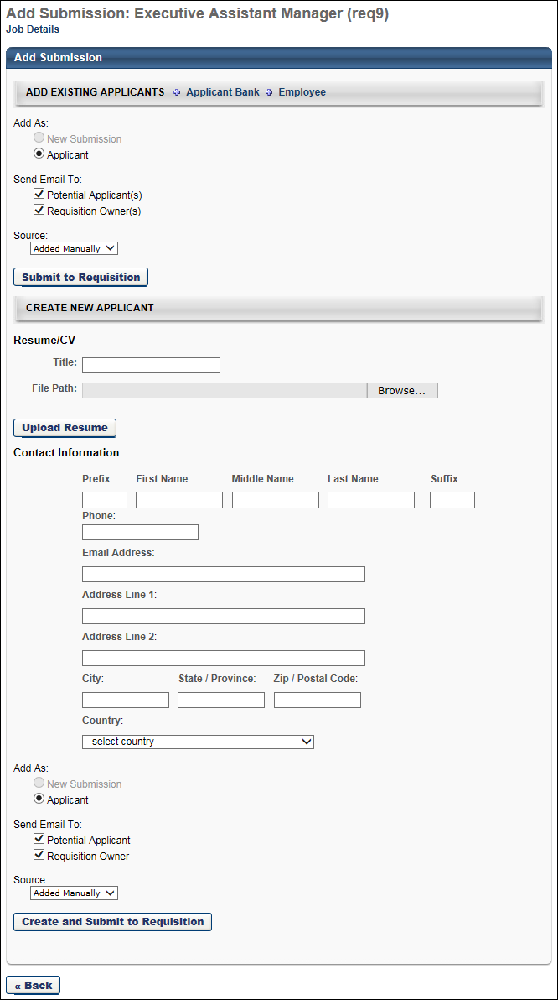 Add Submission: Executive Assistant Manager (req9)
Job Details
Add Submission
ADD EXISTING APPLICANTS Applicant Bank Employee
Add As:
New Submission
Applicant
Send Email To:
Potential Applicant(s)
Requisition Owner(s)
Source:
Added Manually
Submit to Requisition
CREATE NEW APPLICANT
Resume/CV
Title:
File Path: Browse...
Upload Resume
Contact Information
Prefix: First Name: Middle Name: Last Name: Suffix:
Phone:
Email Address:
Address Line 1:
Address Line 2:
City: State / Province: Zip / Postal Code:
Country:
--select country--
Add As:
New Submission
Applicant
Send Email To:
Potential Applicant
Requisition Owner
Source:
Added Manually
Create and Submit to Requisition
« Back